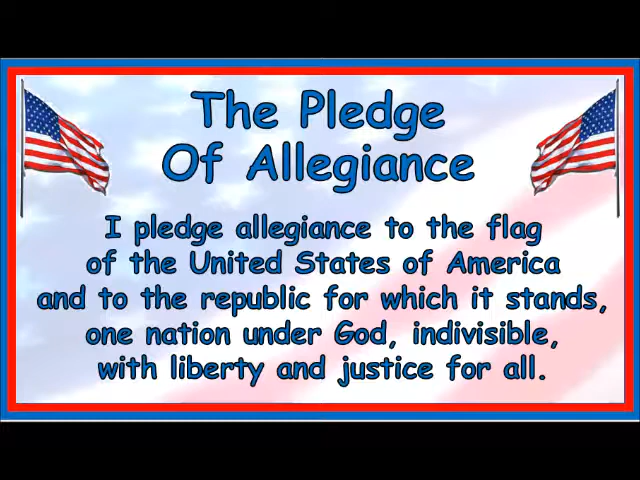 The Pledge
Of Allegiance
I pledge allegiance to the flag
of the United States of America
and to the republic for which it stands,
one nation under God, indivisible,
with liberty and justice for all.